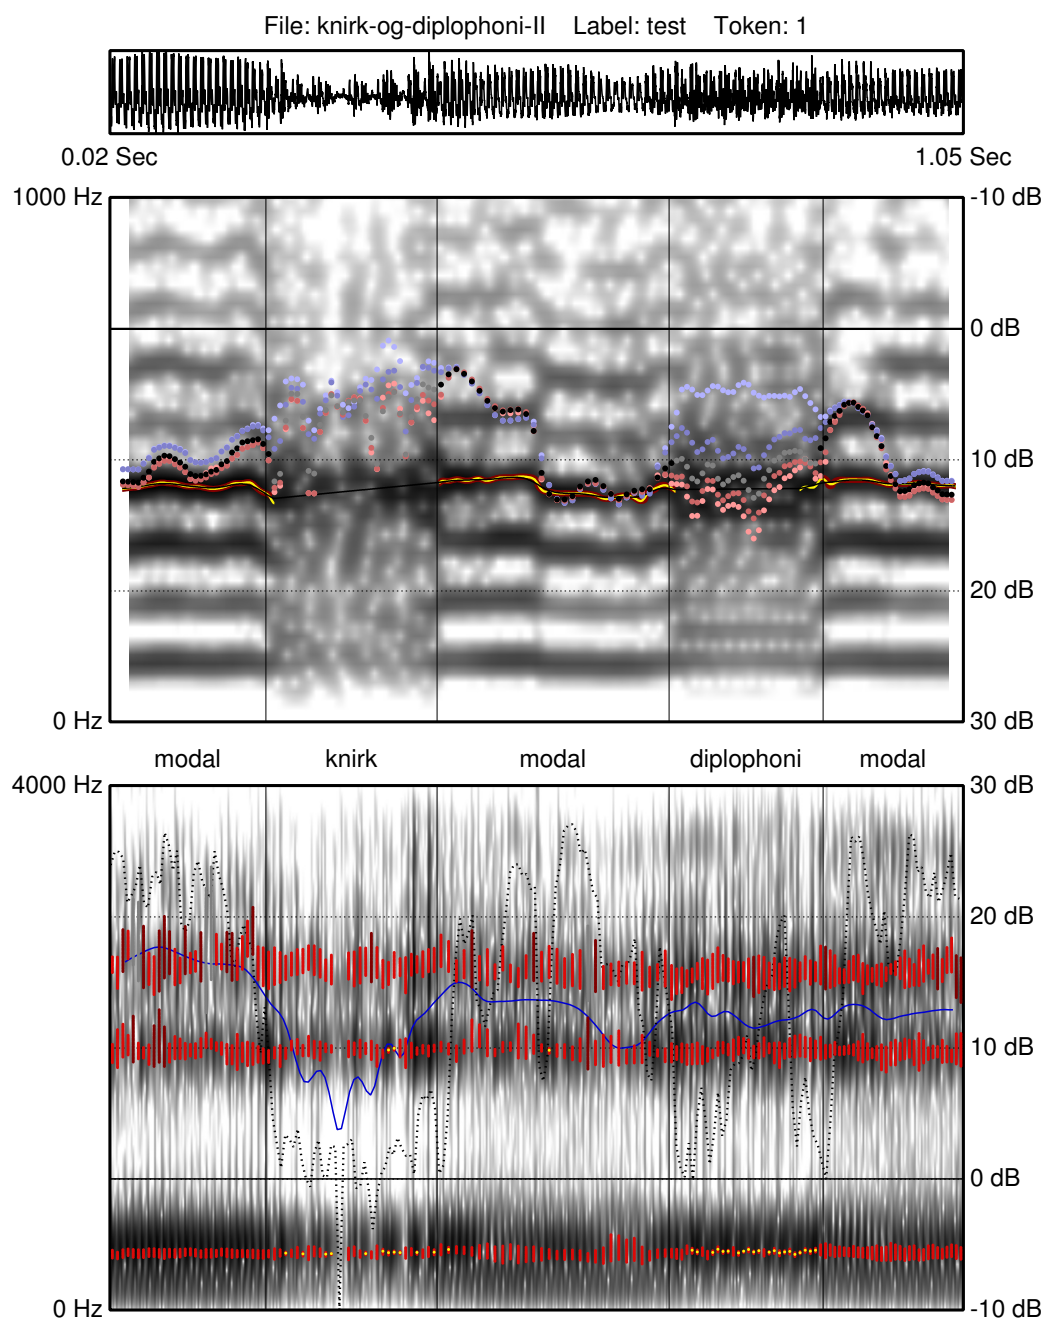 File: knirk-og-diplophoni-II Label: test Token: 1
0.02 Sec 1.05 Sec
1000 Hz -10 dB
0 dB
10 dB
20 dB
0 Hz 30 dB
modal knirk modal diplophoni modal
4000 Hz 30 dB
20 dB
10 dB
0 dB
0 Hz -10 dB